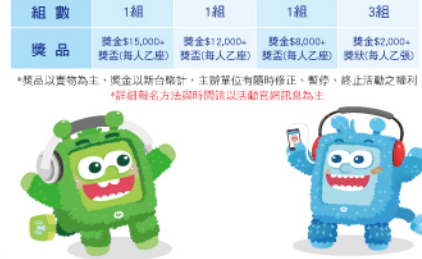 組數 1組 1組 1組 3組
獎品 獎金$15,000+ 獎金$12,000+ 獎金$8,000+ 獎金$2,000+
獎盃(每人乙座) 獎盃(每人乙座) 獎盃(每人乙座) 獎狀(每人乙張)
*獎品以實物為主，獎金以新台幣計，主辦單位有隨時修正、暫停、終止活動之權利
*詳細報名方法與時間請以活動官網訊息為主